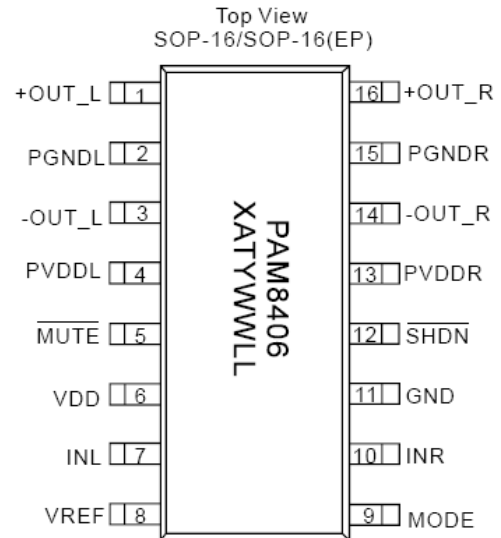 Top View
SOP-16/SOP-16(EP)
+OUT_L 1
16 +OUT_R
PGNDL 2
15 PGNDR
-OUT_L 3
14 -OUT_R
PVDDL 4
13 PVDDR
MUTE 5
12 SHDN
VDD 6
11 GND
INL 7
10 INR
VREF 8
9 MODE
PAM8406
XATYWWLL